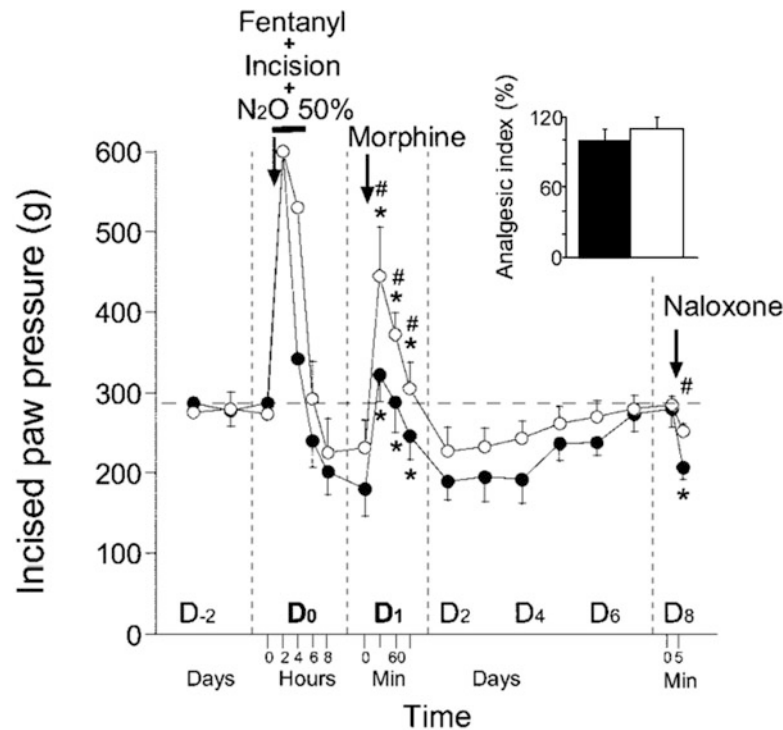 Fentanyl
+
Incision
+
N2O 50%
Morphine
Naloxone
Analgesic index (%)
120
60
0
Incised paw pressure (g)
600
500
400
300
200
100
0
#
*
#
*
#
*
*
*
*
#
*
D-2
D0
D1
D2
D4
D6
D8
0 2 4 6 8
0 60
0 5
Days
Hours
Min
Days
Min
Time